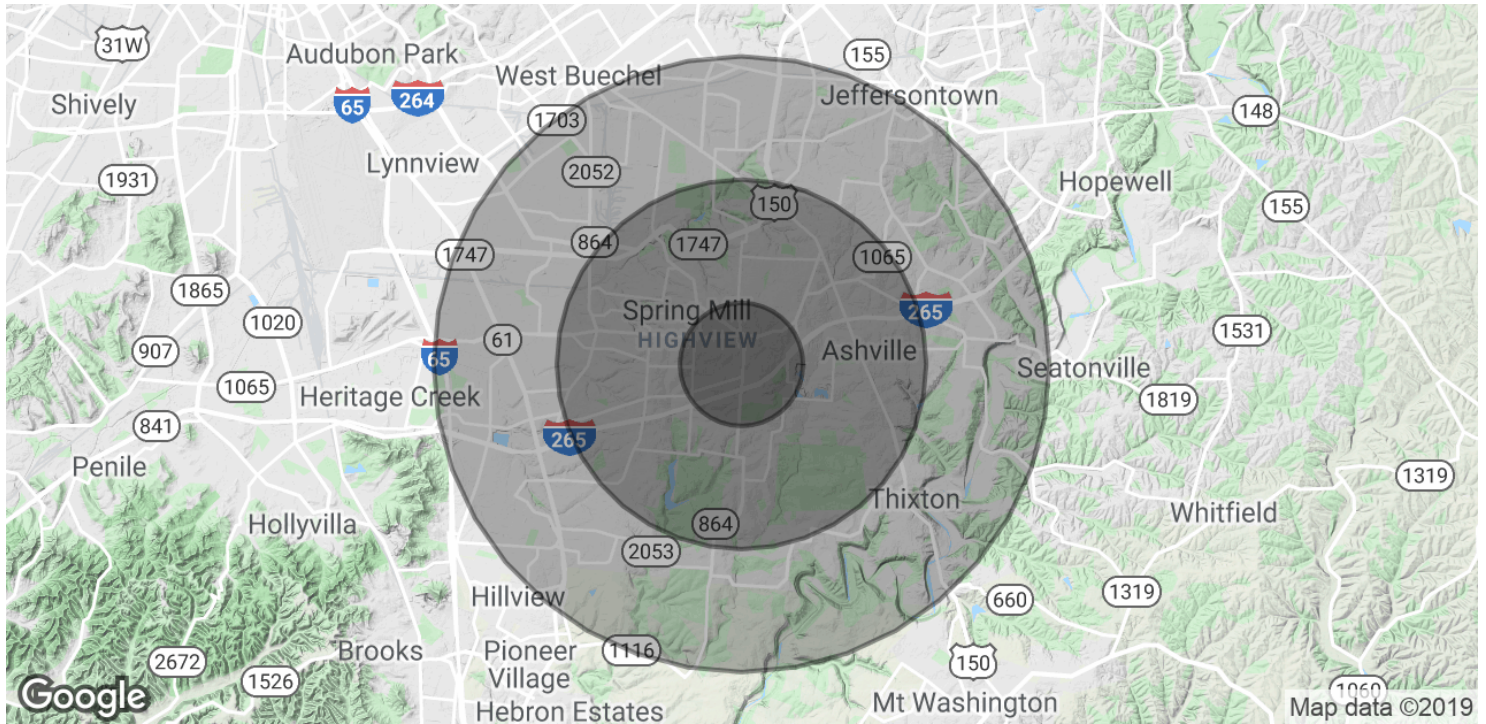 31W
Audubon Park
155
West Buechel
Shively
65
264
Jeffersontown
148
1703
Lynnview
2052
1931
Hopewell
150
155
864
1747
1747
1065
1865
Spring Mill
265
1020
HIGHVIEW
1531
61
907
65
Ashville
1065
Heritage Creek
Seatonville
1819
841
265
Penile
1319
Thixton
Hollyvilla
864
Whitfield
2053
Hillview
660
1319
Brooks
Pioneer
Village
1116
2672
150
1526
1060
Google
Hebron Estates
Mt Washington
Map data ©2019